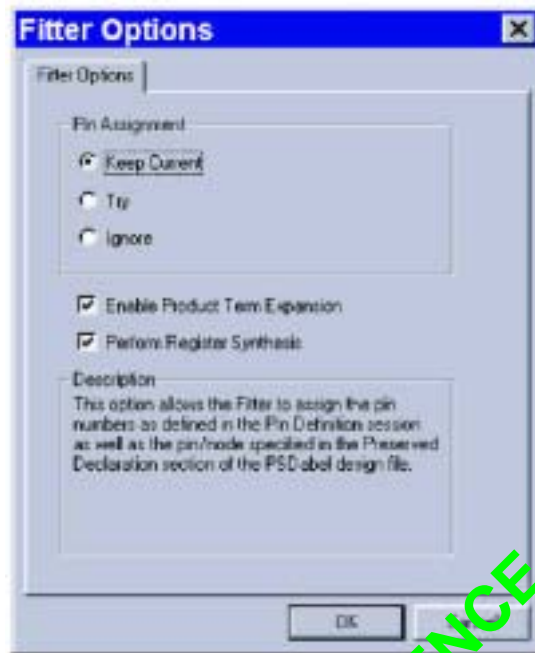 Fitter Options
Fitter Options
Pin Assignment
Keep Current
Try
Ignore
Enable Product Term Expansion
Perform Register Synthesis
Description
This option allows the Fitter to assign the pin
numbers as defined in the Pin Definition session
as well as the pin/node specified in the Preserved
Declaration section of the PSDabel design file.
OK